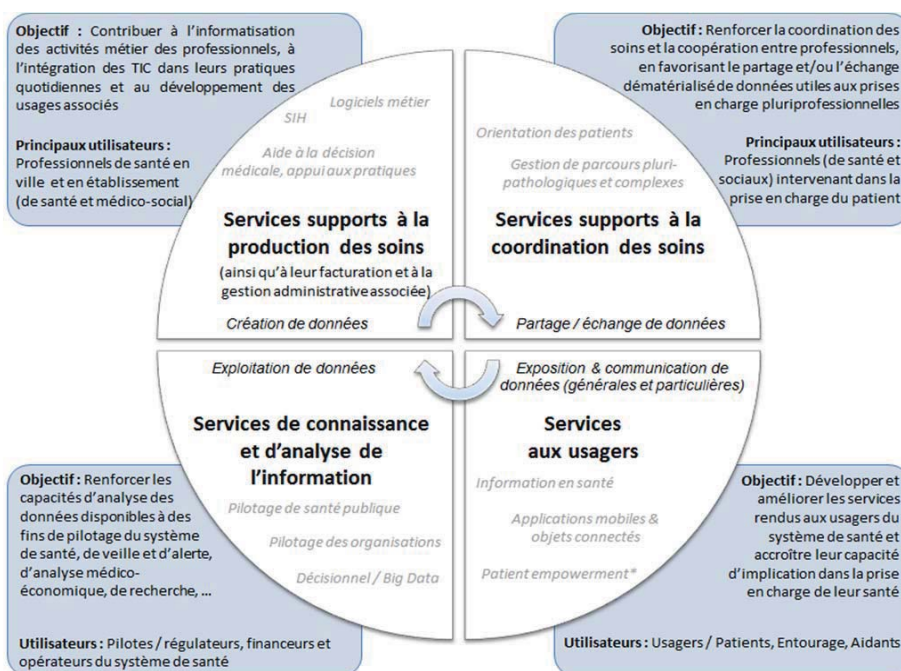 Objectif : Contribuer à l'informatisation
des activités métier des professionnels, à
l'intégration des TIC dans leurs pratiques
quotidiennes et au développement des
usages associés
Principaux utilisateurs :
Professionnels de santé en
ville et en établissement
(de santé et médico-social)
Logiciels métier
SIH
Aide à la décision
médicale, appui aux pratiques
Services supports à la
production des soins
(ainsi qu'à leur facturation et à la
gestion administrative associée)
Création de données
Objectif : Renforcer la coordination des
soins et la coopération entre professionnels,
en favorisant le partage et/ou l'échange
dématérialisé de données utiles aux prises
en charge pluriprofessionnelles
Principaux utilisateurs :
Professionnels (de santé et
sociaux) intervenant dans la
prise en charge du patient
Orientation des patients
Gestion de parcours pluri-
pathologiques et complexes
Services supports à la
coordination des soins
Partage / échange de données
Exploitation de données
Services de connaissance
et d'analyse de
l'information
Pilotage de santé publique
Pilotage des organisations
Décisionnel / Big Data
Objectif : Renforcer les
capacités d'analyse des
données disponibles à des
fins de pilotage du système
de santé, de veille et d'alerte,
d'analyse médico-
économique, de recherche, ...
Utilisateurs : Pilotes / régulateurs, financeurs et
opérateurs du système de santé
Exposition & communication de
données (générales et particulières)
Services
aux usagers
Information en santé
Applications mobiles &
objets connectés
Patient empowerment*
Objectif : Développer et
améliorer les services
rendus aux usagers du
système de santé et
accroître leur capacité
d'implication dans la prise
en charge de leur santé
Utilisateurs : Usagers / Patients, Entourage, Aidants